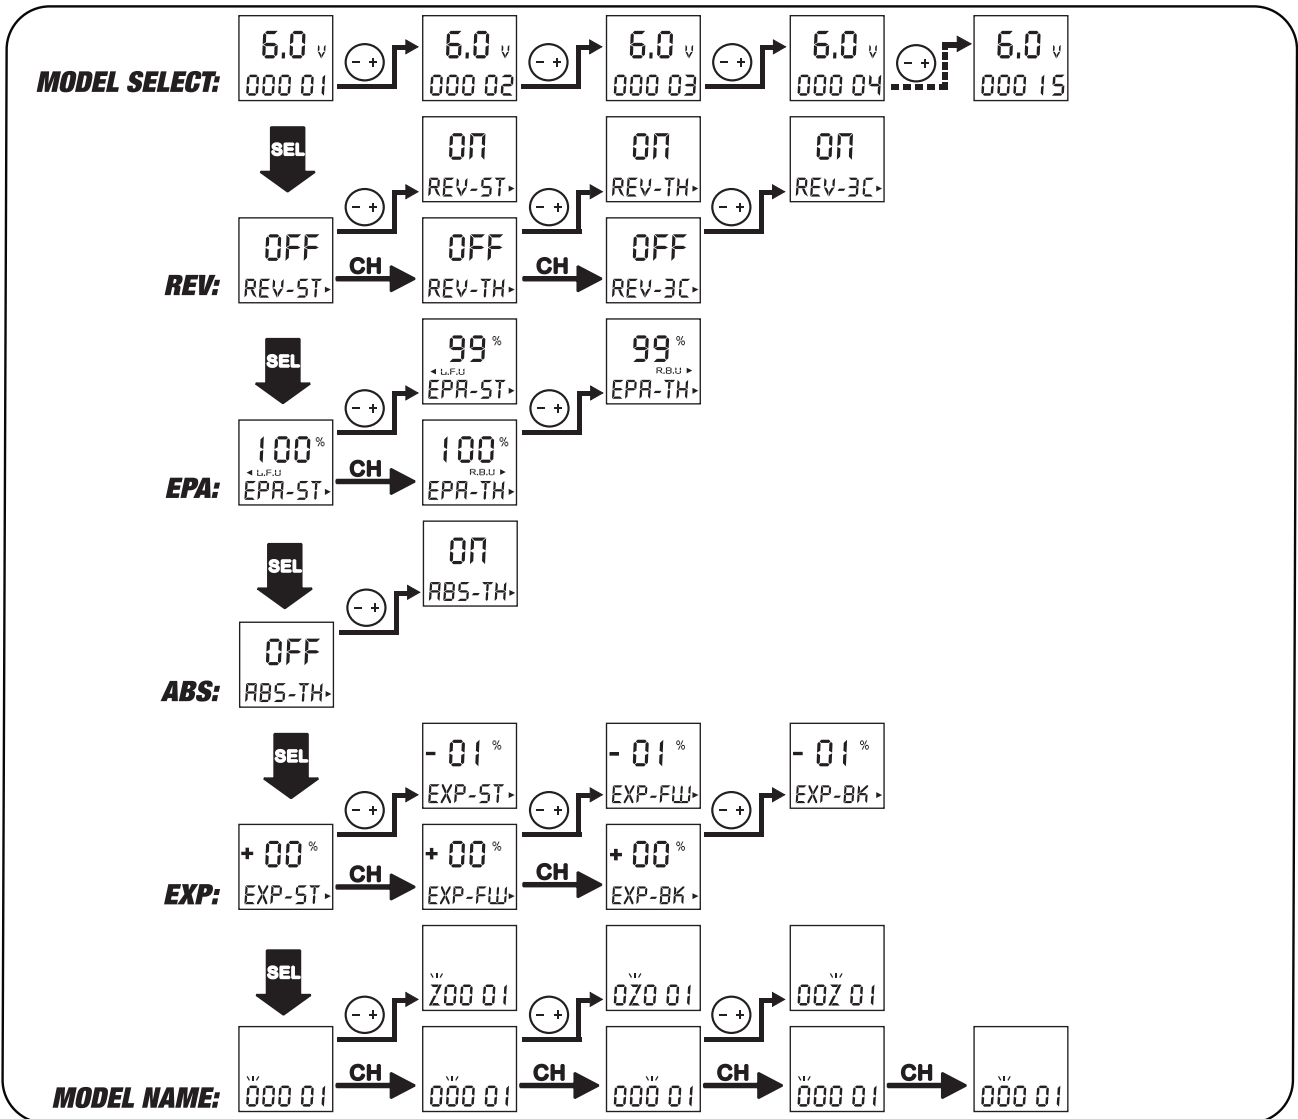 6.0 v 6.0 v 6.0 v 6.0 v 6.0 v
- + - + - + - +
MODEL SELECT: 000 01 000 02 000 03 000 04 000 15
SEL
ON ON ON
REV-ST REV-TH REV-3C
- + - + - +
OFF OFF OFF
CH CH
REV: REV-ST REV-TH REV-3C
SEL
99% 99%
L.F.U R.B.U
EPA-ST EPA-TH
- + - +
100% 100%
L.F.U CH R.B.U
EPA: EPA-ST EPA-TH
SEL
ON
ABS-TH
- +
OFF
ABS: ABS-TH
SEL
- 01% - 01% - 01%
EXP-ST EXP-FW EXP-BK
- + - + - +
+ 00% + 00% + 00%
CH CH
EXP: EXP-ST EXP-FW EXP-BK
SEL
Z00 01 0Z0 01 00Z 01
- + - + - +
CH CH CH CH
MODEL NAME: 000 01 000 01 000 01 000 01 000 01